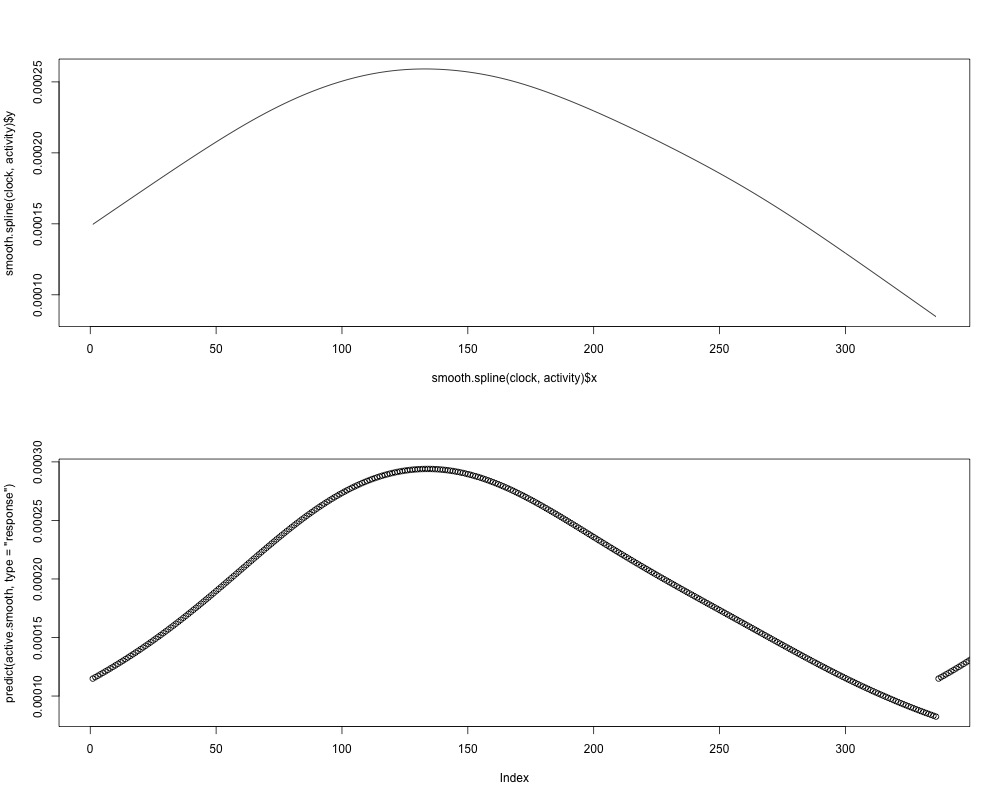 smooth.spline(clock, activity)$y
0.00025
0.00020
0.00015
0.00010
0 50 100 150 200 250 300
smooth.spline(clock, activity)$x
predict(active.smooth, type = "response")
0.00030
0.00025
0.00020
0.00015
0.00010
0 50 100 150 200 250 300
Index